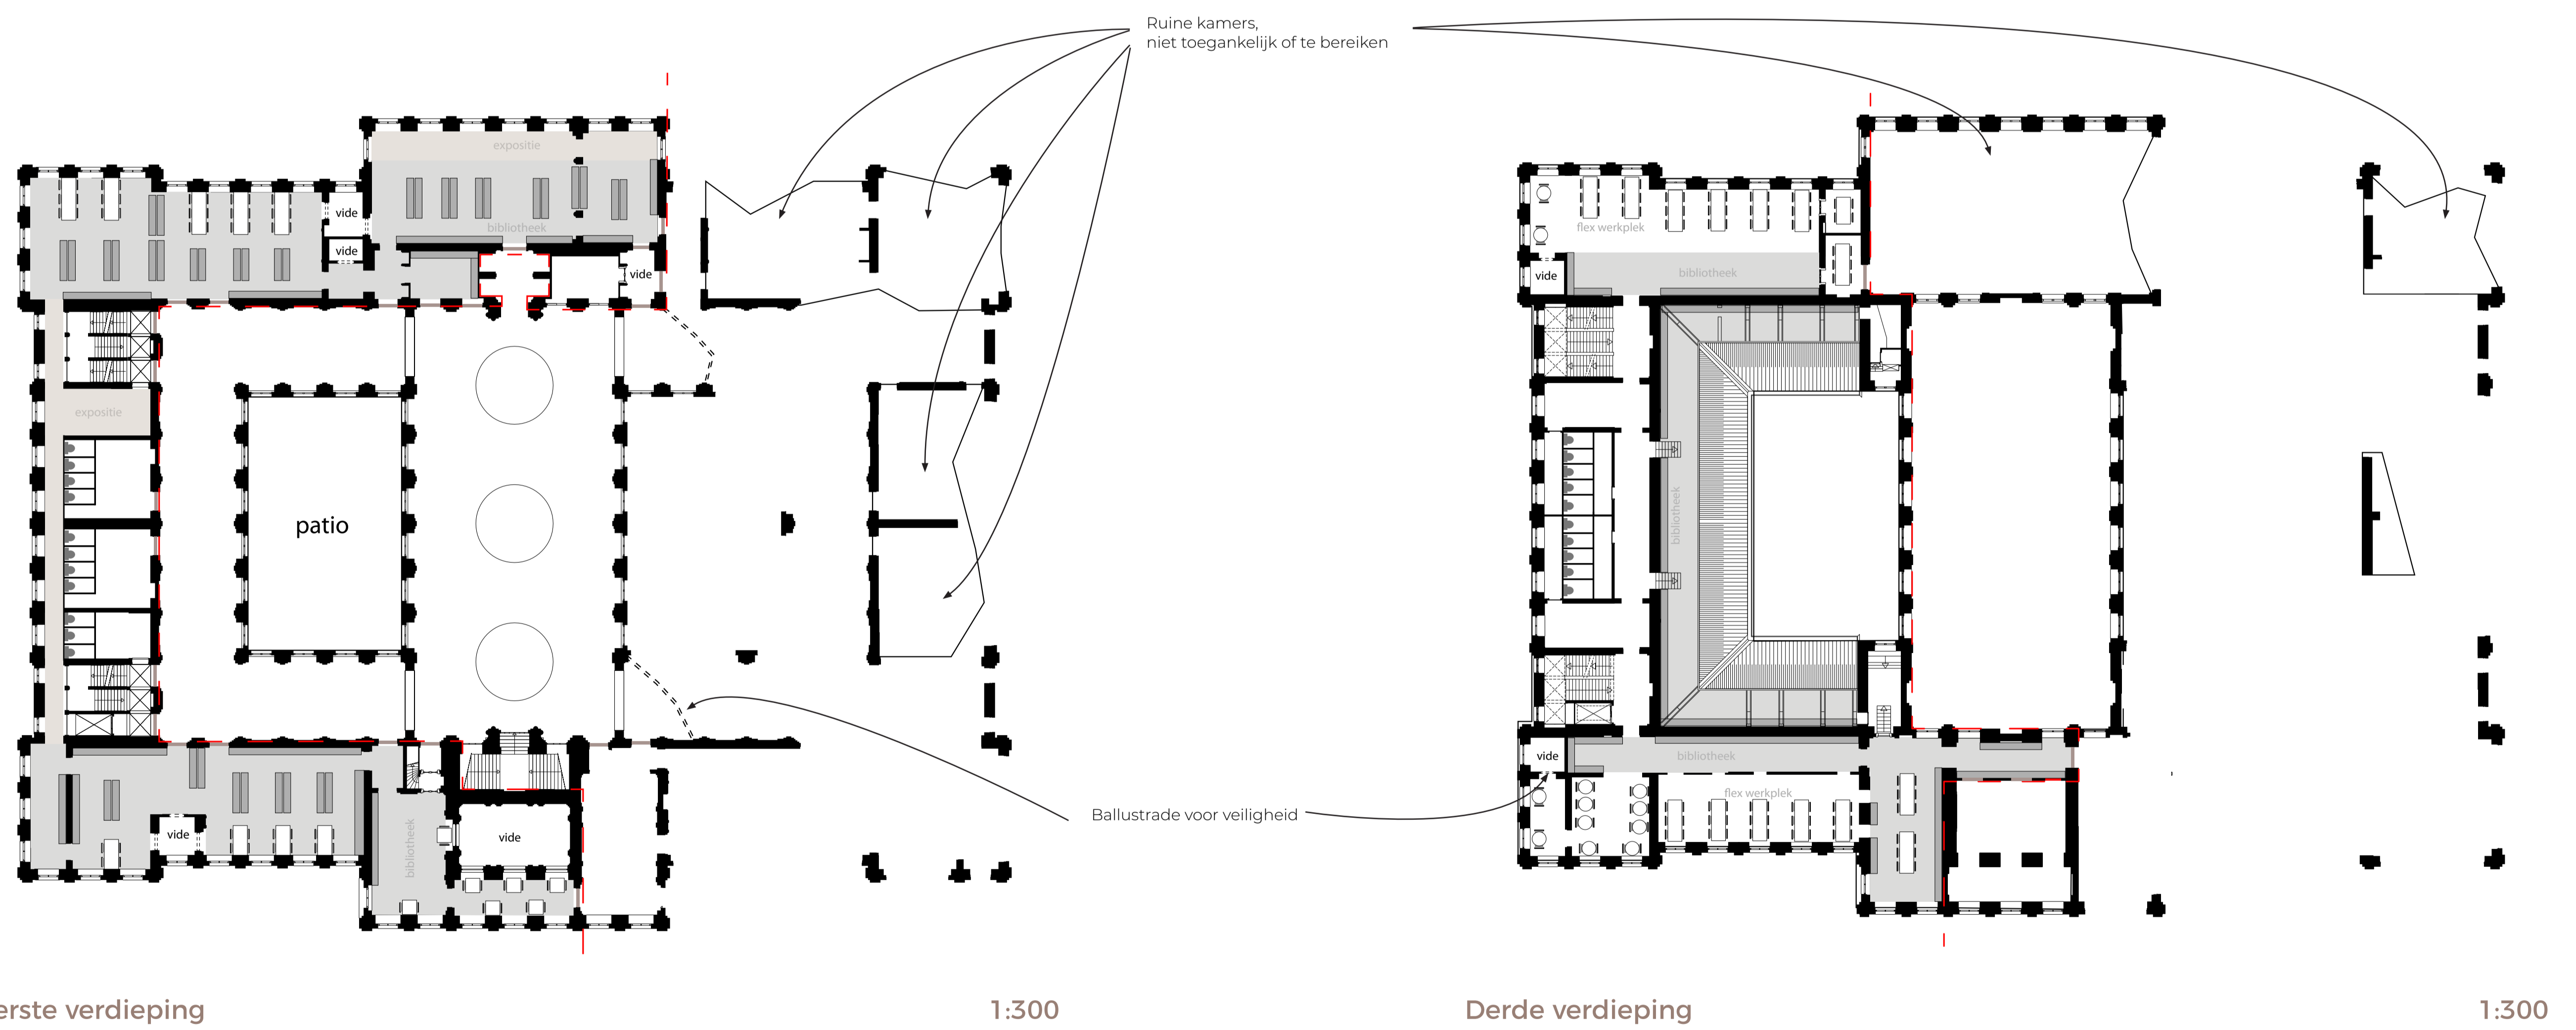 Ruine kamers,
niet toegankelijk of te bereiken
expositie
bibliotheek
vide
vide
vide
expositie
patio
vide
bibliotheek
vide
Ballustrade voor veiligheid
flex werkplek
bibliotheek
vide
bibliotheek
vide
bibliotheek
flex werkplek
erste verdieping
1:300
Derde verdieping
1:300